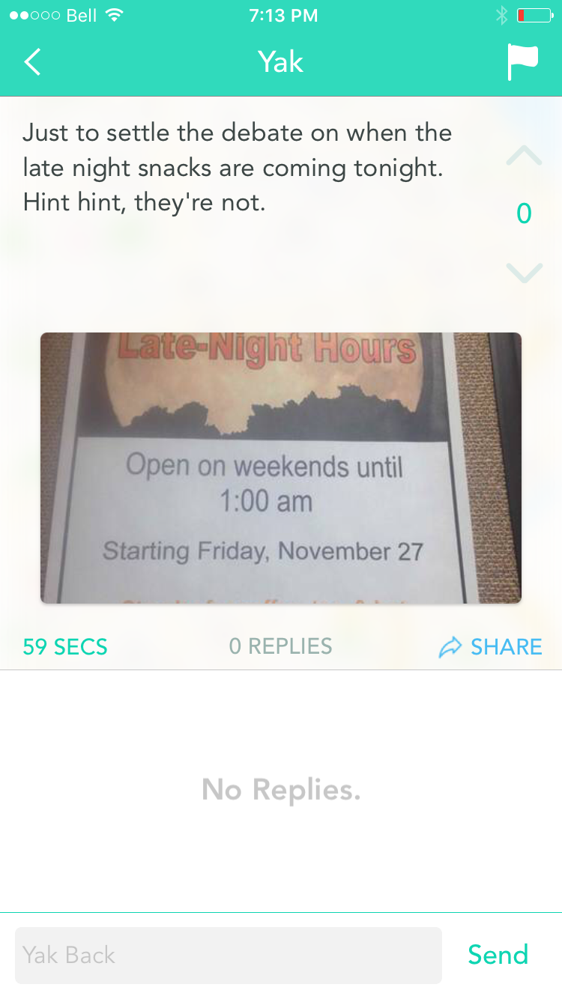 Bell 7:13 PM
Yak
Just to settle the debate on when the
late night snacks are coming tonight.
Hint hint, they're not.
0
Late-Night Hours
Open on weekends until
1:00 am
Starting Friday, November 27
59 SECS 0 REPLIES SHARE
No Replies.
Yak Back Send